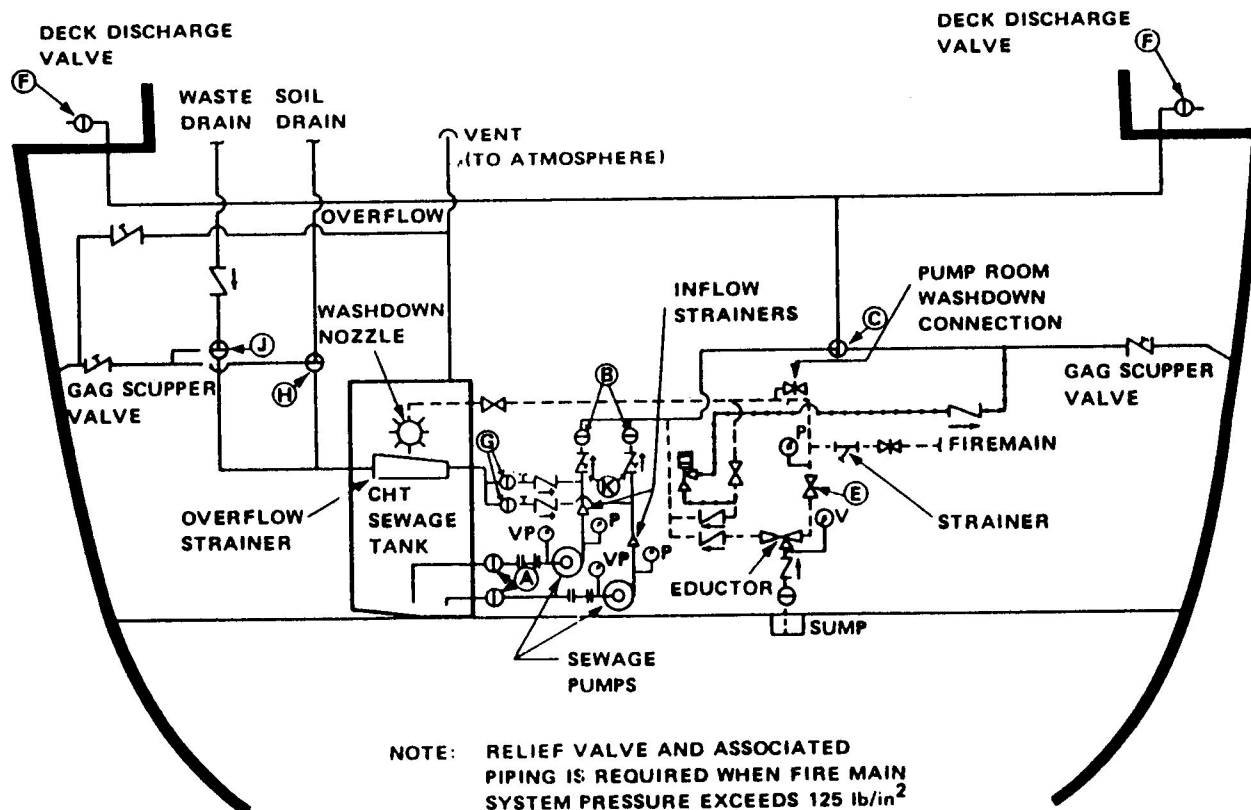 DECK DISCHARGE
VALVE
F
WASTE
DRAIN
SOIL
DRAIN
VENT
(TO ATMOSPHERE)
DECK DISCHARGE
VALVE
F
OVERFLOW
WASHDOWN
NOZZLE
INFLOW
STRAINERS
PUMP ROOM
WASHDOWN
CONNECTION
C
J
H
GAG SCUPPER
VALVE
B
GAG SCUPPER
VALVE
G
K
P
FIREMAIN
E
V
STRAINER
OVERFLOW
STRAINER
CHT
SEWAGE
TANK
VP
P
VP
P
A
EDUCTOR
SUMP
SEWAGE
PUMPS
NOTE: RELIEF VALVE AND ASSOCIATED
PIPING IS REQUIRED WHEN FIRE MAIN
SYSTEM PRESSURE EXCEEDS 125 lb/in²